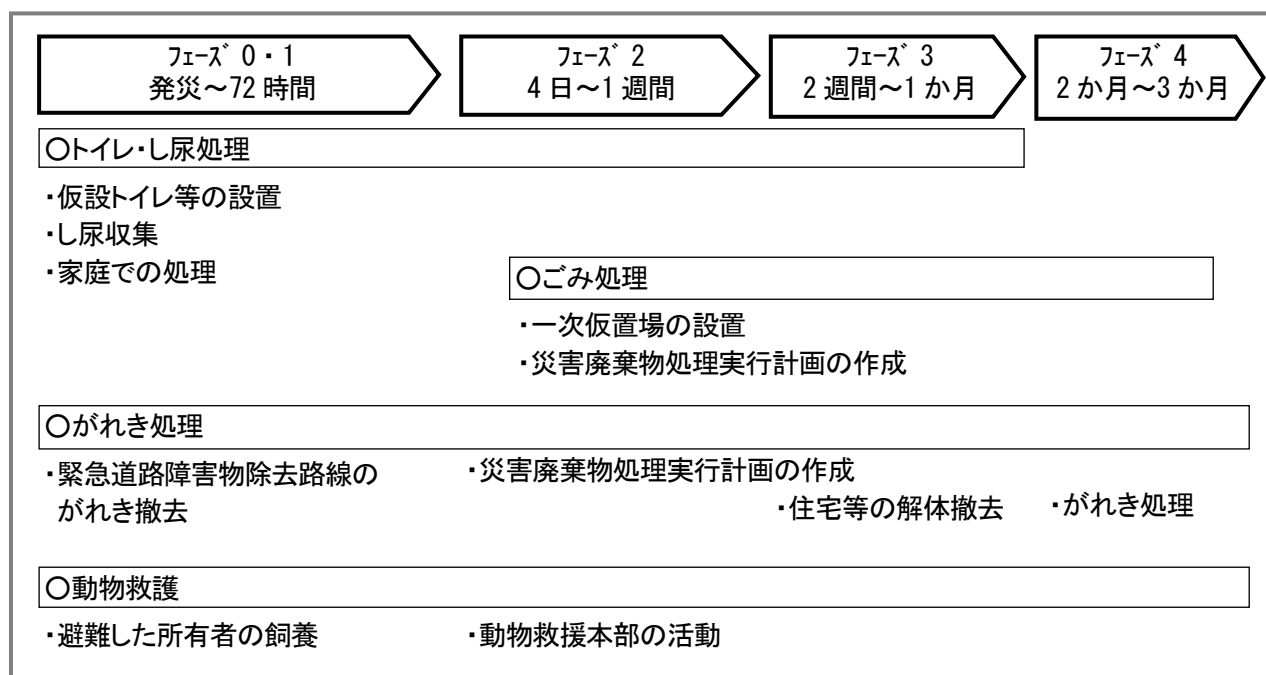 ﾌｪｰｽﾞ 0・1
発災～72 時間
ﾌｪｰｽﾞ 2
4 日～1 週間
ﾌｪｰｽﾞ 3
2 週間～1 か月
ﾌｪｰｽﾞ 4
2 か月～3 か月
○トイレ・し尿処理
・仮設トイレ等の設置
・し尿収集
・家庭での処理
○ごみ処理
・一次仮置場の設置
・災害廃棄物処理実行計画の作成
○がれき処理
・緊急道路障害物除去路線の
がれき撤去
・災害廃棄物処理実行計画の作成
・住宅等の解体撤去
・がれき処理
○動物救護
・避難した所有者の飼養
・動物救援本部の活動